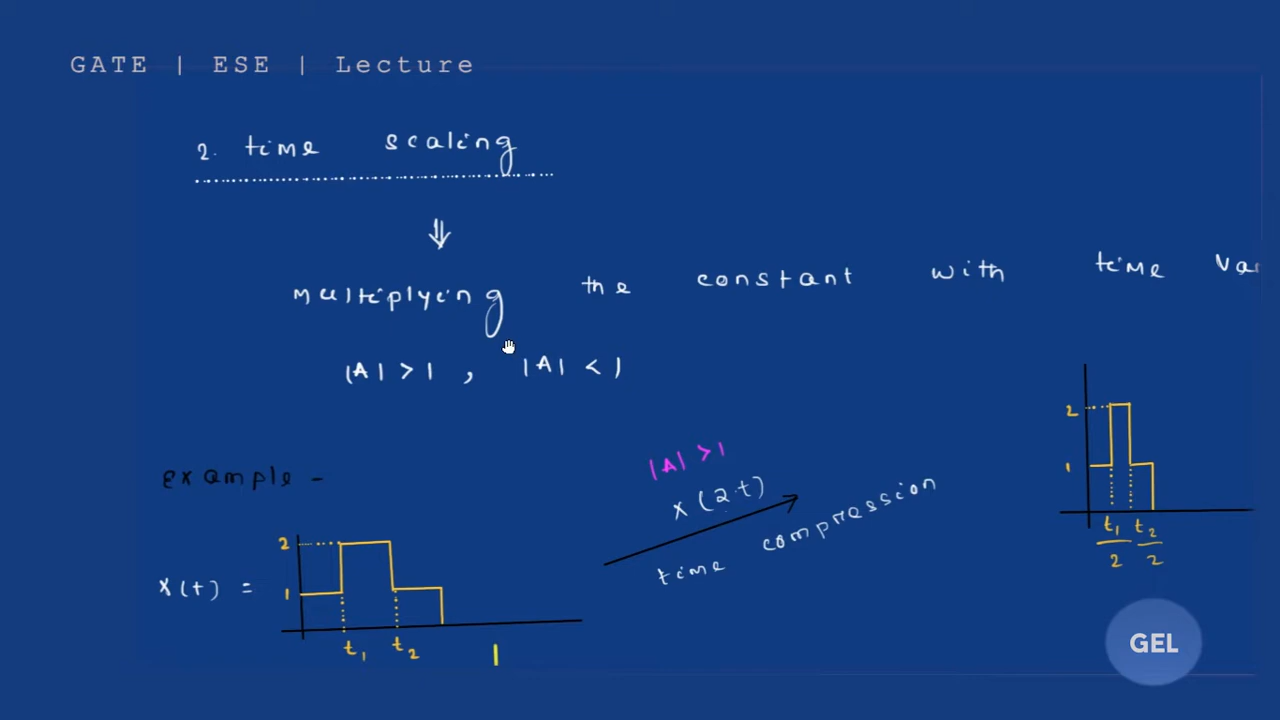 GATE | ESE | Lecture
2. time scaling
⇓
multiplying the constant with time Va
|A| > 1 , |A| < 1
example -
|A| > 1
x(2.t)
time compression
x(t) =
2
1
t1 t2
2
1
t1/2 t2/2
GEL